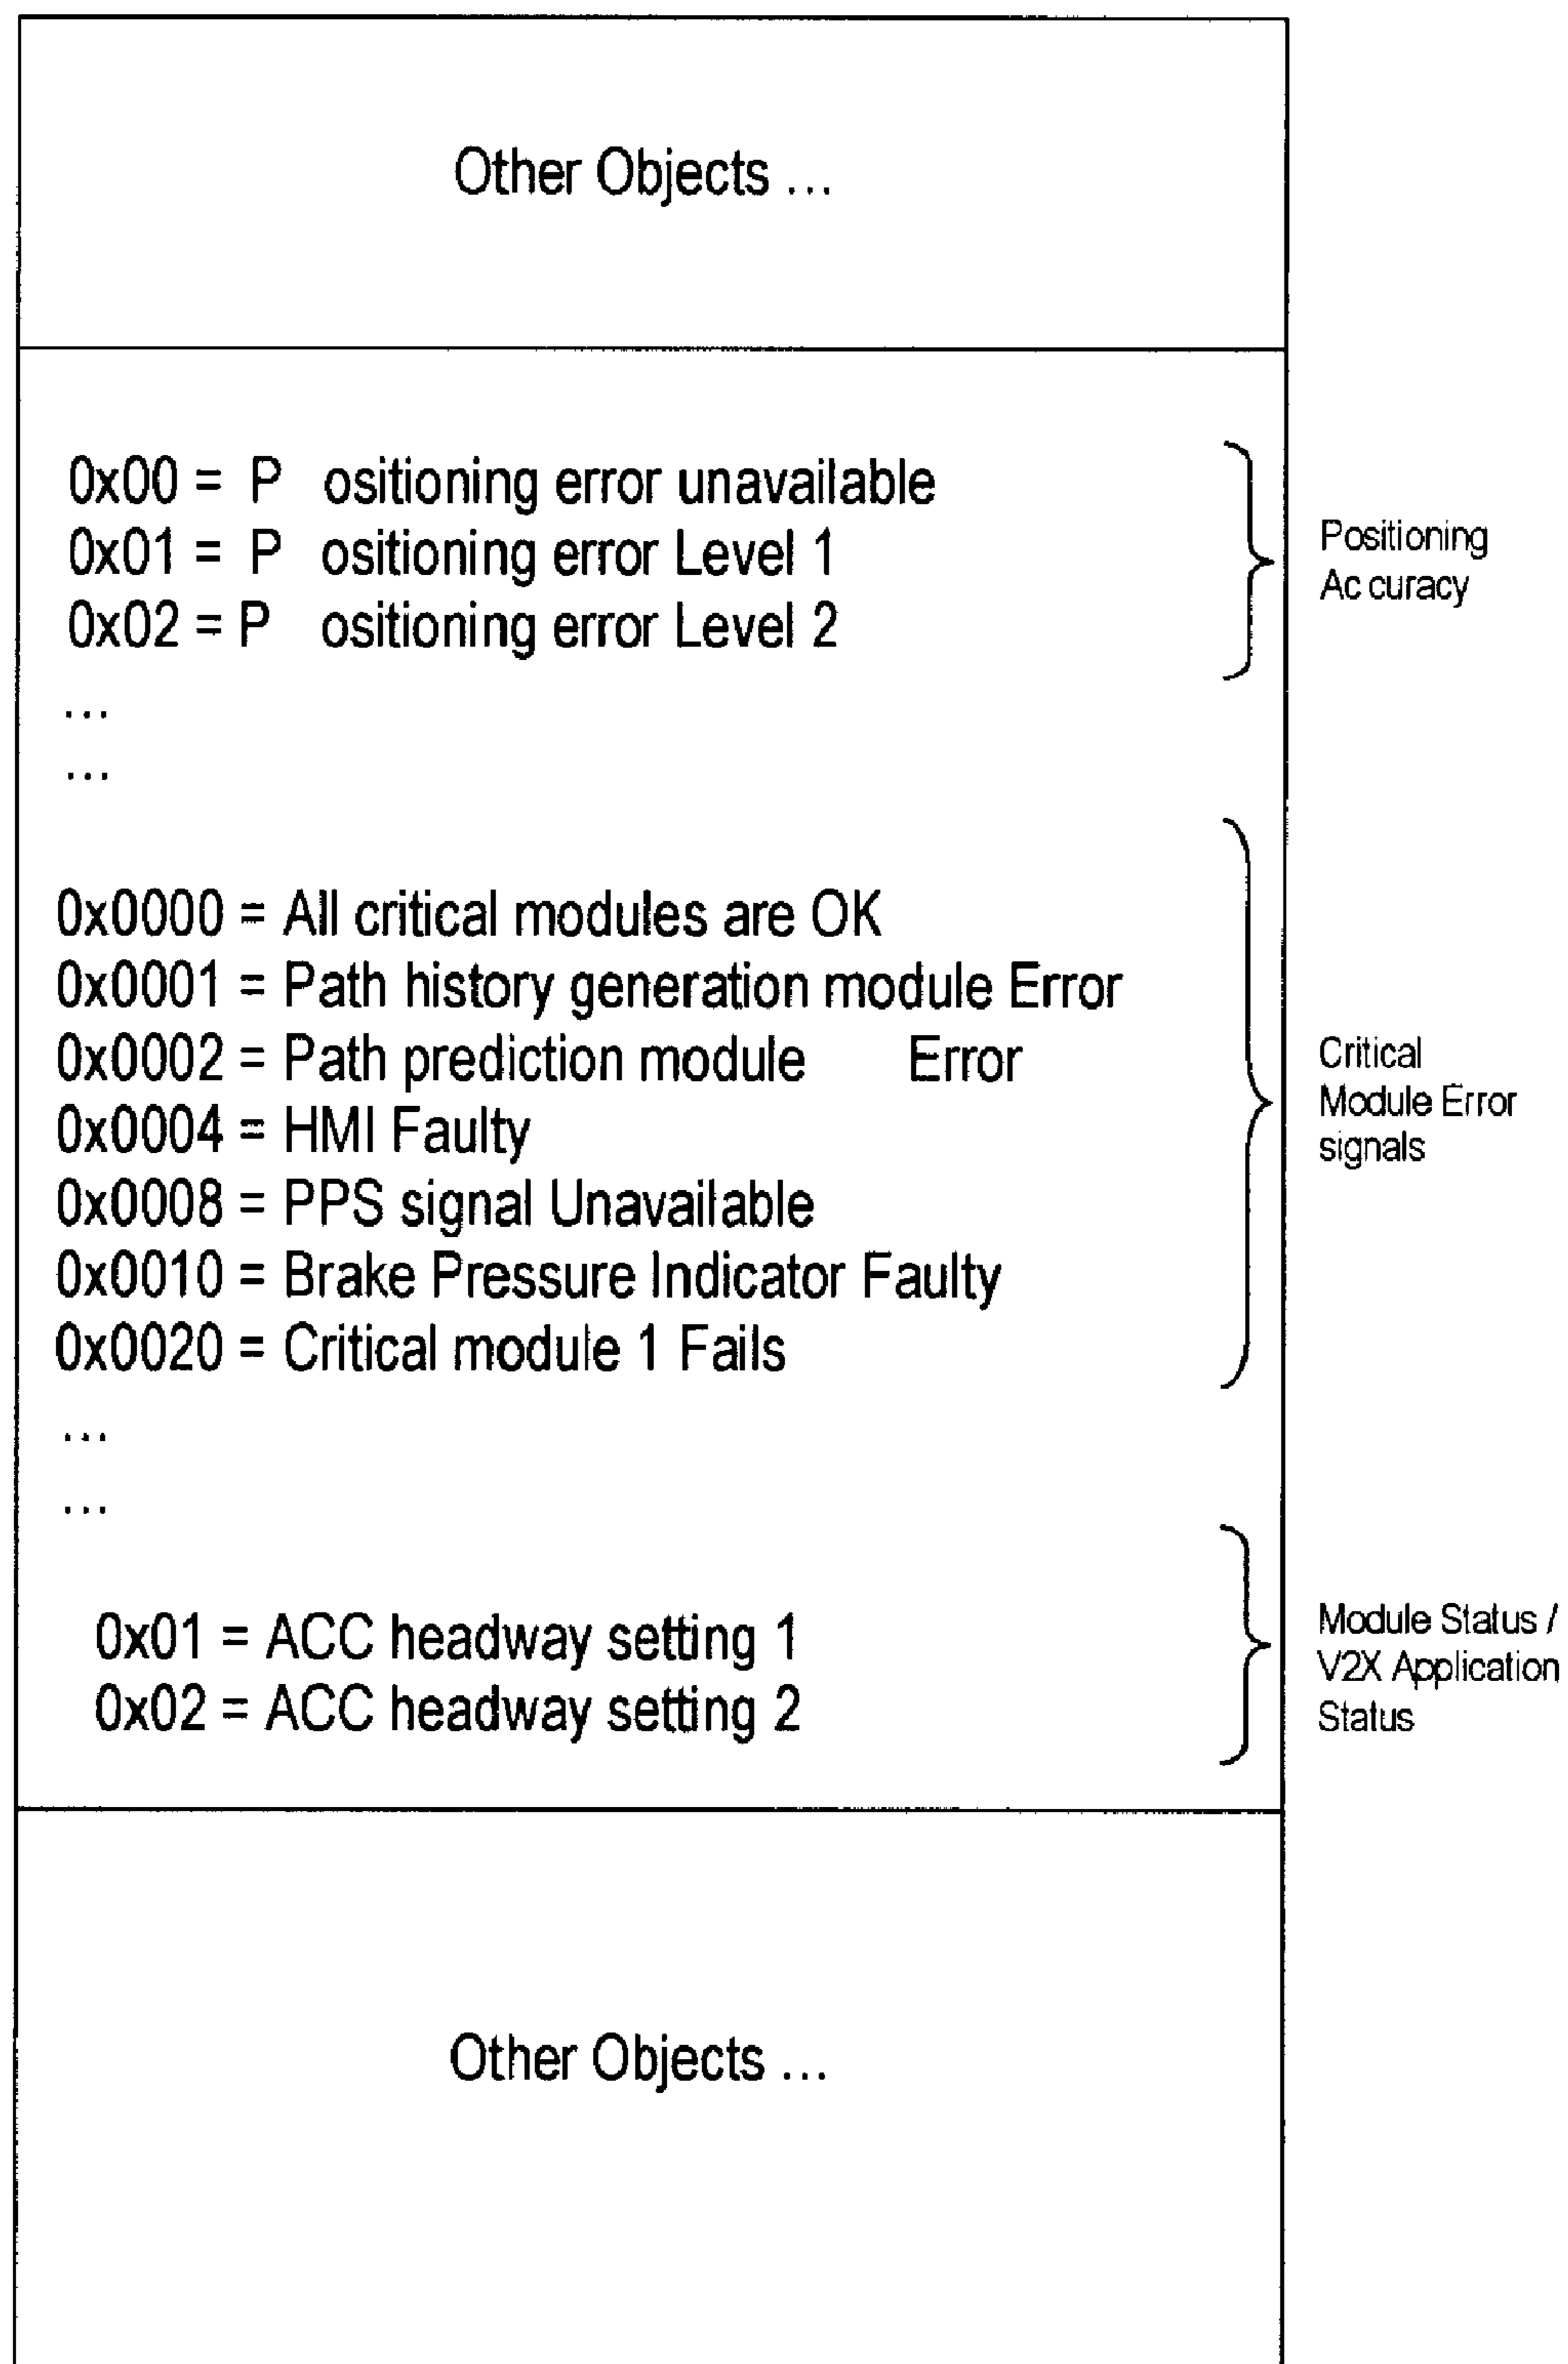 Other Objects ...
0x00 = P ositioning error unavailable
0x01 = P ositioning error Level 1
0x02 = P ositioning error Level 2
Positioning
Ac curacy
...
...
0x0000 = All critical modules are OK
0x0001 = Path history generation module Error
0x0002 = Path prediction module Error
0x0004 = HMI Faulty
0x0008 = PPS signal Unavailable
0x0010 = Brake Pressure Indicator Faulty
0x0020 = Critical module 1 Fails
Critical
Module Error
signals
...
...
0x01 = ACC headway setting 1
0x02 = ACC headway setting 2
Module Status /
V2X Application
Status
Other Objects ...